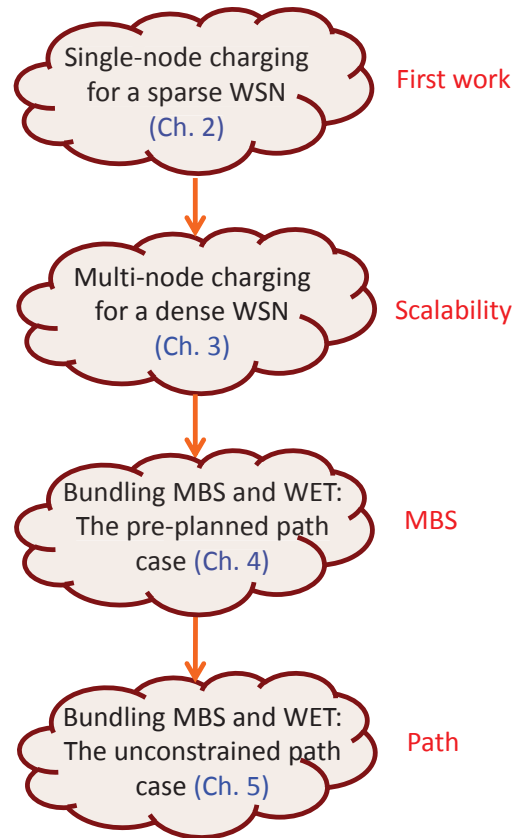 Single-node charging
for a sparse WSN
(Ch. 2)
First work
Multi-node charging
for a dense WSN
(Ch. 3)
Scalability
Bundling MBS and WET:
The pre-planned path
case (Ch. 4)
MBS
Bundling MBS and WET:
The unconstrained path
case (Ch. 5)
Path